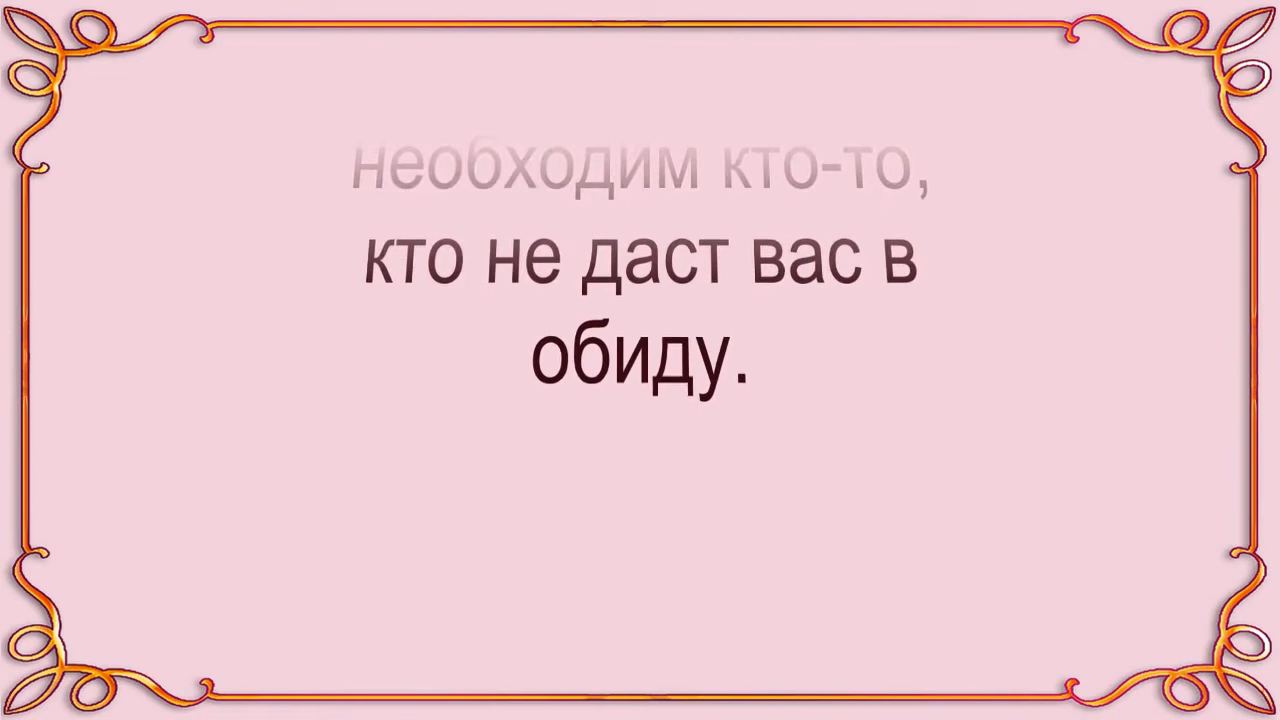 необходим кто-то,
кто не даст вас в
обиду.